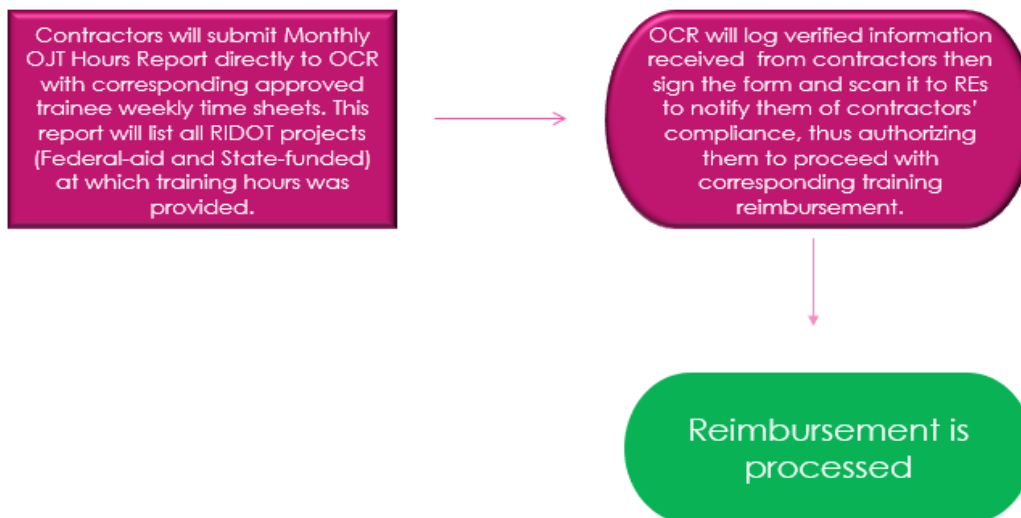 Contractors will submit Monthly
OJT Hours Report directly to OCR
with corresponding approved
trainee weekly time sheets. This
report will list all RIDOT projects
(Federal-aid and State-funded)
at which training hours was
provided.
OCR will log verified information
received from contractors then
sign the form and scan it to REs
to notify them of contractors'
compliance, thus authorizing
them to proceed with
corresponding training
reimbursement.
Reimbursement is
processed